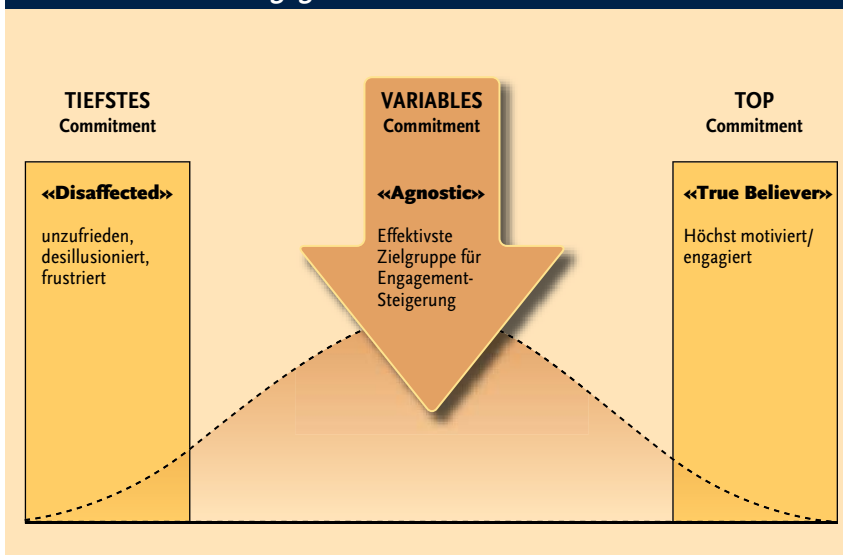 TIEFSTES
Commitment
«Disaffected»
unzufrieden,
desillusioniert,
frustriert
VARIABLES
Commitment
«Agnostic»
Effektivste
Zielgruppe für
Engagement-
Steigerung
TOP
Commitment
«True Believer»
Höchst motiviert/
engagiert